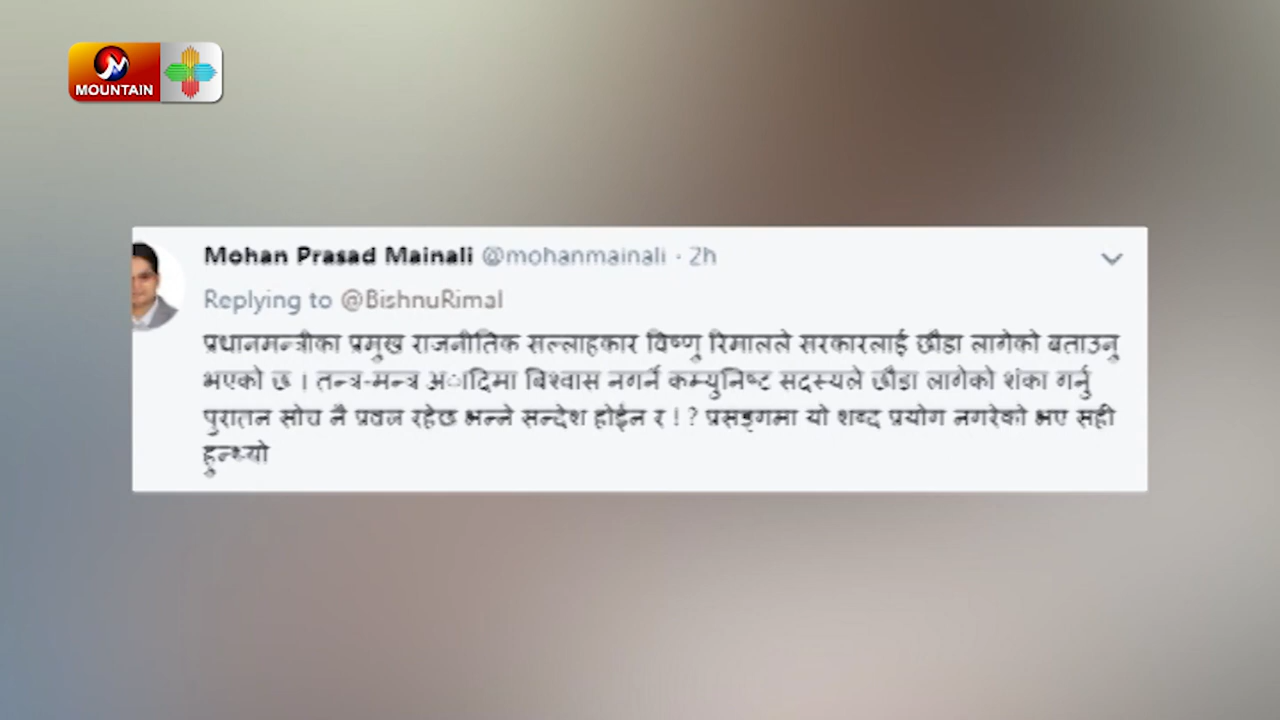 MOUNTAIN
Mohan Prasad Mainali @mohanmainali · 2h
Replying to @BishnuRimal
प्रधानमन्त्रीका प्रमुख राजनीतिक सल्लाहकार विष्णु रिमालले सरकारलाई छौडा लागेको बताउनु
भएको छ । तन्त्र-मन्त्र अादिमा बिश्वास नगर्ने कम्युनिष्ट सदस्यले छौडा लागेको शंका गर्नु
पुरातन सोच नै रहेछ भन्ने सन्देश होईन र ! ? प्रसङ्गमा यो शब्द प्रयोग नगरेको भए सही
हुन्थ्यो